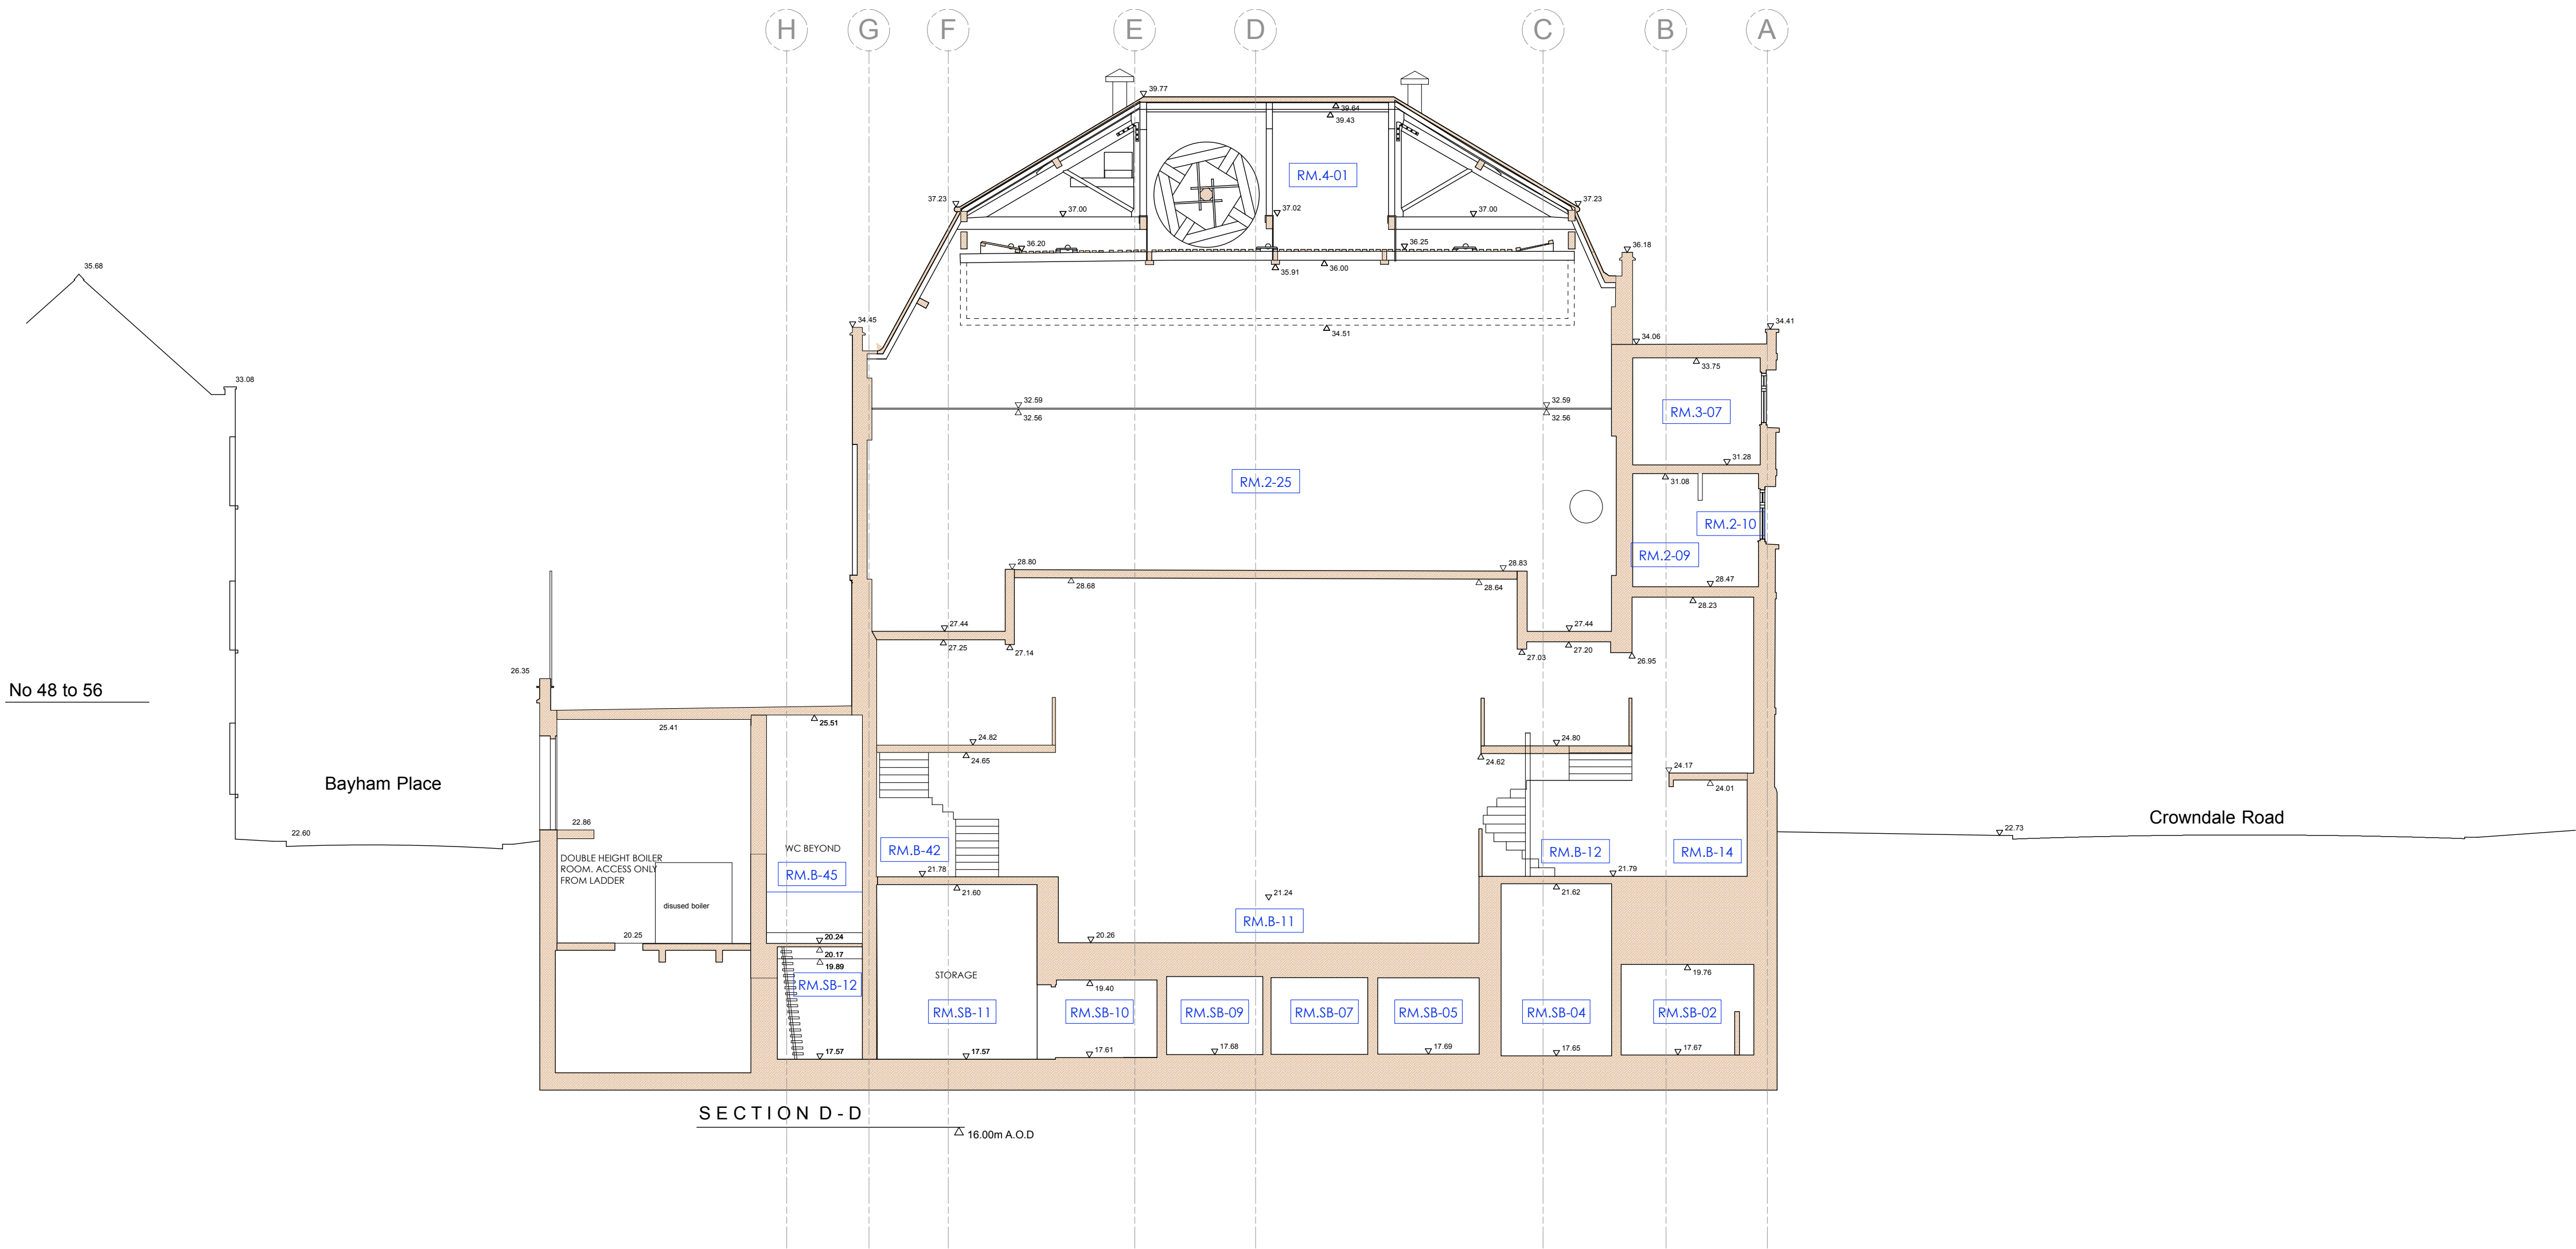 H G F E D C B A
39.77
39.64
39.43
RM.4-01
37.23 37.00 37.02 37.00 37.23
36.20 36.25 36.18
35.91 36.00
35.68
34.45 34.51 34.41
34.06
33.75
33.08
32.59 32.59
32.56 32.56
RM.3-07
31.28
RM.2-25
31.08
RM.2-10
RM.2-09
28.80 28.83
28.68 28.64 28.47
28.23
27.44 27.44
27.25 27.14 27.03 27.20 26.95
26.35
No 48 to 56
25.41 25.51
24.82 24.80
24.65 24.62
24.17
24.01
Bayham Place
Crowndale Road
22.60 22.86 22.73
WC BEYOND
RM.B-42 RM.B-12 RM.B-14
DOUBLE HEIGHT BOILER
ROOM. ACCESS ONLY
FROM LADDER
RM.B-45
21.78 21.79
21.60 21.24 21.62
disused boiler
RM.B-11
20.25 20.24 20.26
20.17
19.89 19.76
STORAGE
RM.SB-12 19.40
RM.SB-11 RM.SB-10 RM.SB-09 RM.SB-07 RM.SB-05 RM.SB-04 RM.SB-02
17.57 17.57 17.61 17.68 17.69 17.65 17.67
SECTION D-D
16.00m A.O.D